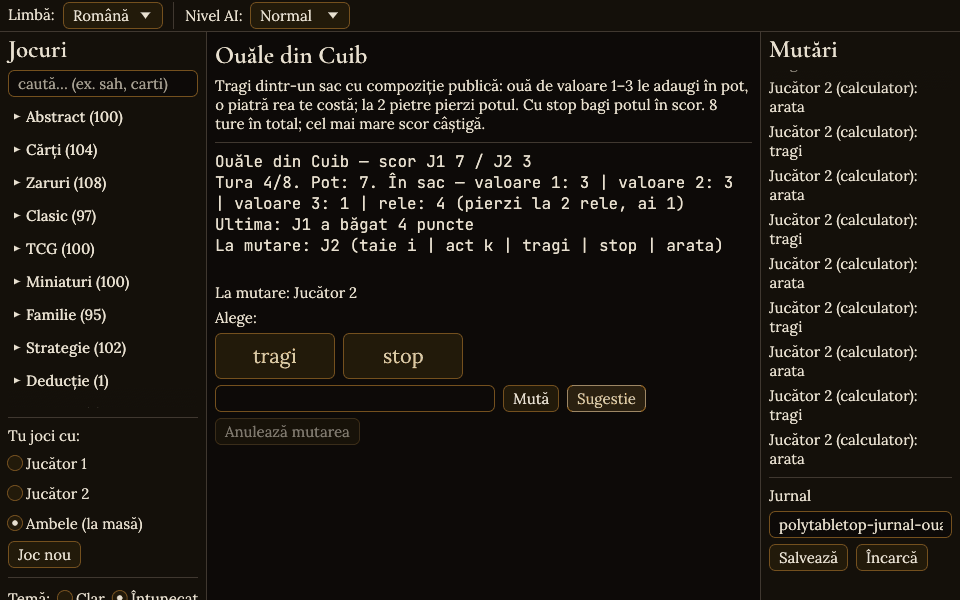 Limbă:
Română
Nivel AI:
Normal
Jocuri
caută... (ex. sah, carti)
Abstract (100)
Cărți (104)
Zaruri (108)
Clasic (97)
TCG (100)
Miniaturi (100)
Familie (95)
Strategie (102)
Deducție (1)
Tu joci cu:
Jucător 1
Jucător 2
Ambele (la masă)
Joc nou
Temă:
Clar
Întunecat
Ouăle din Cuib
Tragi dintr-un sac cu compoziție publică: ouă de valoare 1–3 le adaugi în pot,
o piatră rea te costă; la 2 pietre pierzi potul. Cu stop bagi potul în scor. 8
ture în total; cel mai mare scor câștigă.
Ouăle din Cuib — scor J1 7 / J2 3
Tura 4/8. Pot: 7. În sac — valoare 1: 3 | valoare 2: 3
| valoare 3: 1 | rele: 4 (pierzi la 2 rele, ai 1)
Ultima: J1 a băgat 4 puncte
La mutare: J2 (taie i | act k | tragi | stop | arata)
La mutare: Jucător 2
Alege:
tragi
stop
Mută
Sugestie
Anulează mutarea
Mutări
Jucător 2 (calculator):
arata
Jucător 2 (calculator):
tragi
Jucător 2 (calculator):
arata
Jucător 2 (calculator):
tragi
Jucător 2 (calculator):
arata
Jucător 2 (calculator):
tragi
Jucător 2 (calculator):
arata
Jucător 2 (calculator):
tragi
Jucător 2 (calculator):
arata
Jurnal
polytabletop-jurnal-oua
Salvează
Încarcă